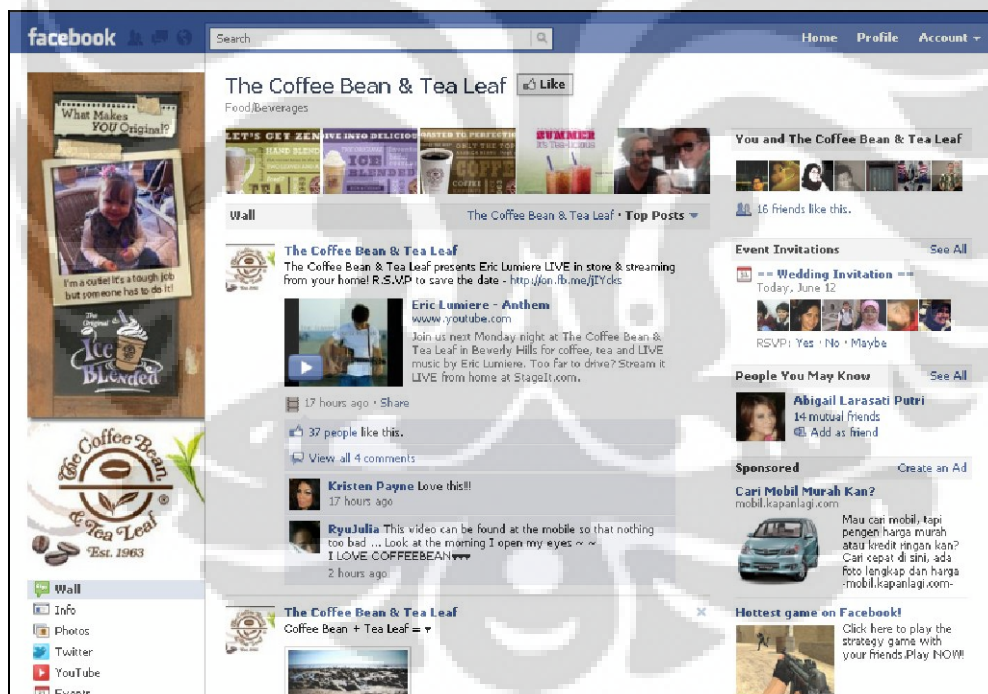 facebook
Search
Home Profile Account
What Makes
YOU Original?
I'm a cutie! It's a tough job
but someone has to do it!
The Original
Ice
BLended
The Coffee Bean
& Tea Leaf
®
Est. 1963
Wall
Info
Photos
Twitter
YouTube
Events
The Coffee Bean & Tea Leaf Like
Food/Beverages
LET'S GET ZEN
HAND BLENDED
TEA
DIVE INTO DELICIOUS
ICE
BLENDED
ROASTED TO PERFECTION
ONLY THE TOP
COFFEE
SUMMER
Wall The Coffee Bean & Tea Leaf · Top Posts
The Coffee Bean & Tea Leaf
The Coffee Bean & Tea Leaf presents Eric Lumiere LIVE in store & streaming
from your home! R.S.V.P to save the date - http://on.fb.me/jIYcks
Eric Lumiere - Anthem
www.youtube.com
Join us next Monday night at The Coffee Bean &
Tea Leaf in Beverly Hills for coffee, tea and LIVE
music by Eric Lumiere. Too far to drive? Stream it
LIVE from home at StageIt.com.
17 hours ago · Share
37 people like this.
View all 4 comments
Kristen Payne Love this!!!
17 hours ago
RyuJulia This video can be found at the mobile so that nothing
too bad ... Look at the morning I open my eyes ~ ~
I LOVE COFFEEBEAN♥♥♥
2 hours ago
The Coffee Bean & Tea Leaf
Coffee Bean + Tea Leaf = ♥
You and The Coffee Bean & Tea Leaf
16 friends like this.
Event Invitations See All
== Wedding Invitation ==
Today, June 12
RSVP: Yes · No · Maybe
People You May Know See All
Abigail Larasati Putri
14 mutual friends
Add as friend
Sponsored Create an Ad
Cari Mobil Murah Kan?
mobil.kapanlagi.com
Mau cari mobil, tapi
pengen harga murah
atau kredit ringan kan?
Cari cepat di sini, ada
foto lengkap dan harga
-mobil.kapanlagi.com-
Hottest game on Facebook!
Click here to play the
strategy game with
your friends.Play NOW!